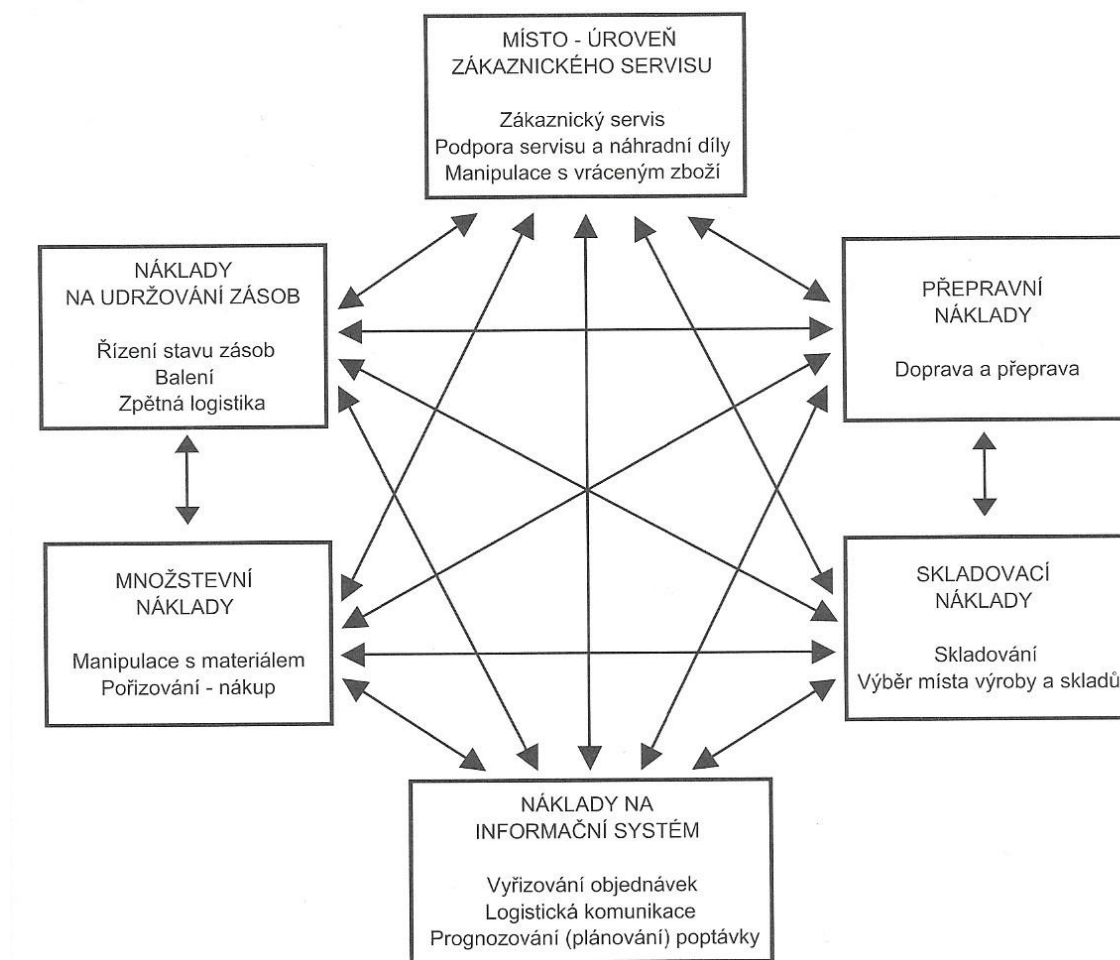 MÍSTO - ÚROVEŇ
ZÁKAZNICKÉHO SERVISU
Zákaznický servis
Podpora servisu a náhradní díly
Manipulace s vráceným zboží
NÁKLADY
NA UDRŽOVÁNÍ ZÁSOB
Řízení stavu zásob
Balení
Zpětná logistika
PŘEPRAVNÍ
NÁKLADY
Doprava a přeprava
MNOŽSTEVNÍ
NÁKLADY
Manipulace s materiálem
Pořizování - nákup
SKLADOVACÍ
NÁKLADY
Skladování
Výběr místa výroby a skladů
NÁKLADY NA
INFORMAČNÍ SYSTÉM
Vyřizování objednávek
Logistická komunikace
Prognozování (plánování) poptávky